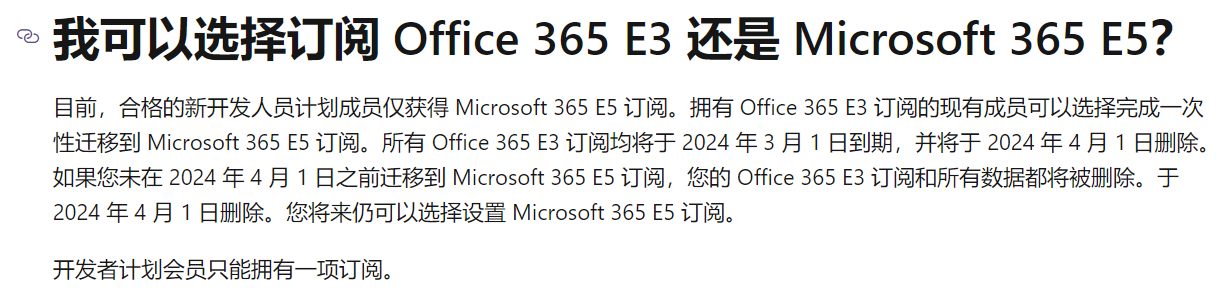 我可以选择订阅 Office 365 E3 还是 Microsoft 365 E5?
目前，合格的新开发人员计划成员仅获得 Microsoft 365 E5 订阅。拥有 Office 365 E3 订阅的现有成员可以选择完成一次
性迁移到 Microsoft 365 E5 订阅。所有 Office 365 E3 订阅均将于 2024 年 3 月 1 日到期，并将于 2024 年 4 月 1 日删除。
如果您未在 2024 年 4 月 1 日之前迁移到 Microsoft 365 E5 订阅，您的 Office 365 E3 订阅和所有数据都将被删除。于
2024 年 4 月 1 日删除。您将来仍可以选择设置 Microsoft 365 E5 订阅。
开发者计划会员只能拥有一项订阅。